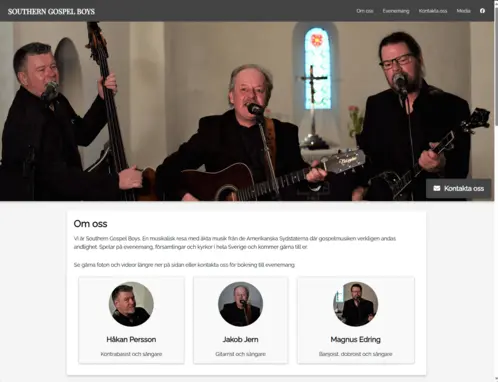 SOUTHERN GOSPEL BOYS
Om oss Evenemang Kontakta oss Media
Kontakta oss
Om oss
Vi är Southern Gospel Boys. En musikalisk resa med äkta musik från de Amerikanska Sydstaterna där gospelmusiken verkligen andas
andlighet. Spelar på evenemang, församlingar och kyrkor i hela Sverige och kommer gärna till er.
Se gärna foton och videor längre ner på sidan eller kontakta oss för bokning till evenemang.
Håkan Persson
Kontrabasist och sångare
Jakob Jern
Gitarrist och sångare
Magnus Edring
Banjoist, dobroist och sångare